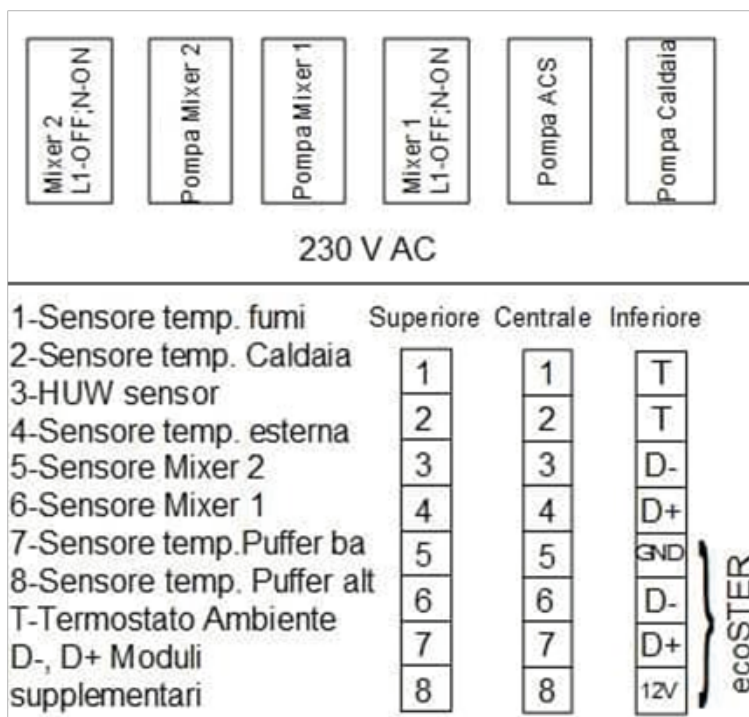 Mixer 2
L1-OFF;N-ON
Pompa Mixer 2
Pompa Mixer 1
Mixer 1
L1-OFF;N-ON
Pompa ACS
Pompa Caldaia
230 V AC
1-Sensore temp. fumi
2-Sensore temp. Caldaia
3-HUW sensor
4-Sensore temp. esterna
5-Sensore Mixer 2
6-Sensore Mixer 1
7-Sensore temp.Puffer ba
8-Sensore temp. Puffer alt
T-Termostato Ambiente
D-, D+ Moduli
supplementari
Superiore Centrale Inferiore
1 1 T
2 2 T
3 3 D-
4 4 D+
5 5 GND
6 6 D-
7 7 D+
8 8 12V
ecoSTER